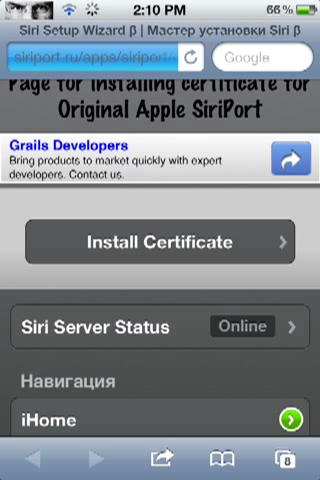 2:10 PM 66%
Siri Setup Wizard β | Мастер установки Siri β
siriport.ru/apps/siriport
Google
Page for installing certificate for
Original Apple SiriPort
Grails Developers
Bring products to market quickly with expert
developers. Contact us.
Install Certificate
Siri Server Status Online
Навигация
iHome
8